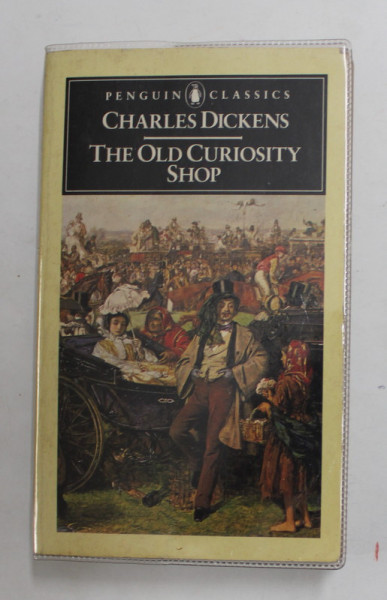 PENGUIN CLASSICS
CHARLES DICKENS
THE OLD CURIOSITY
SHOP